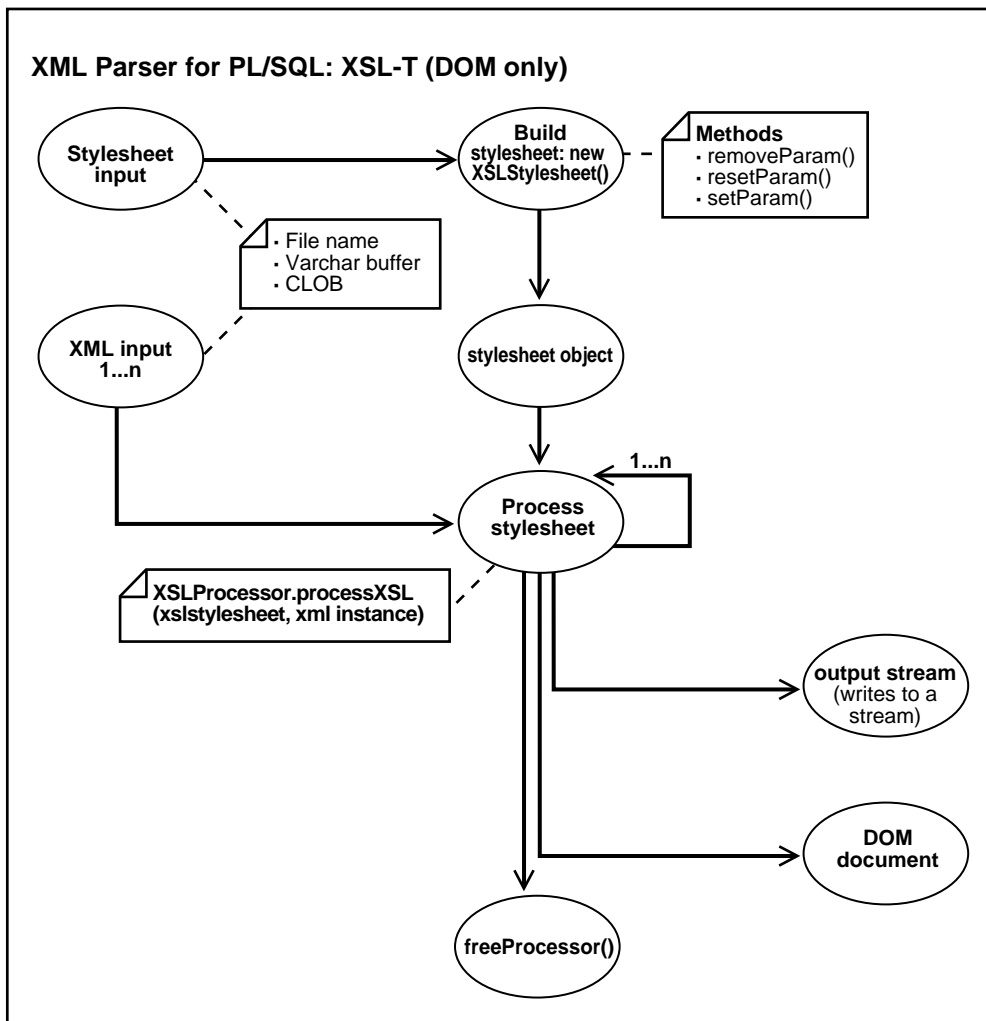 XML Parser for PL/SQL: XSL-T (DOM only)
Stylesheet
input
Build
stylesheet: new
XSLStylesheet()
Methods
· removeParam()
· resetParam()
· setParam()
· File name
· Varchar buffer
· CLOB
XML input
1...n
stylesheet object
1...n
Process
stylesheet
XSLProcessor.processXSL
(xslstylesheet, xml instance)
output stream
(writes to a
stream)
DOM
document
freeProcessor()